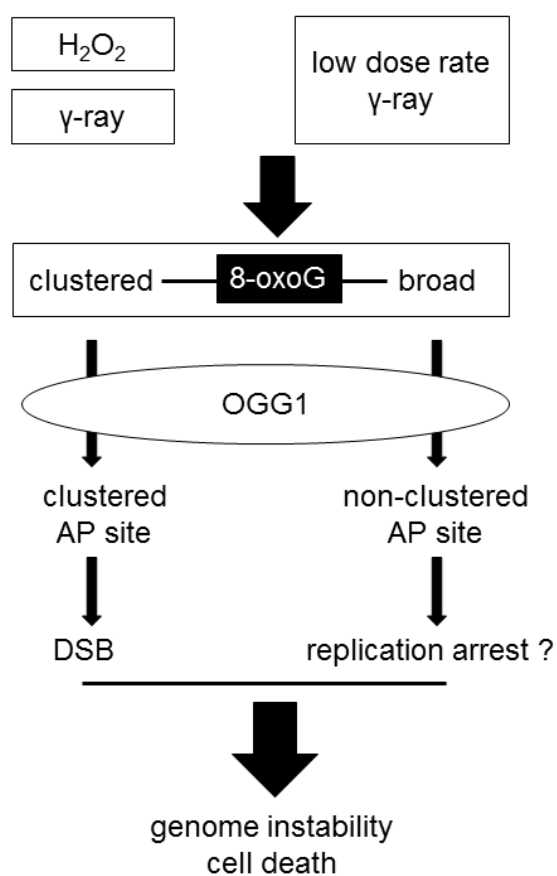 H₂O₂
γ-ray
low dose rate
γ-ray
clustered 8-oxoG broad
OGG1
clustered
AP site
non-clustered
AP site
DSB
replication arrest ?
genome instability
cell death